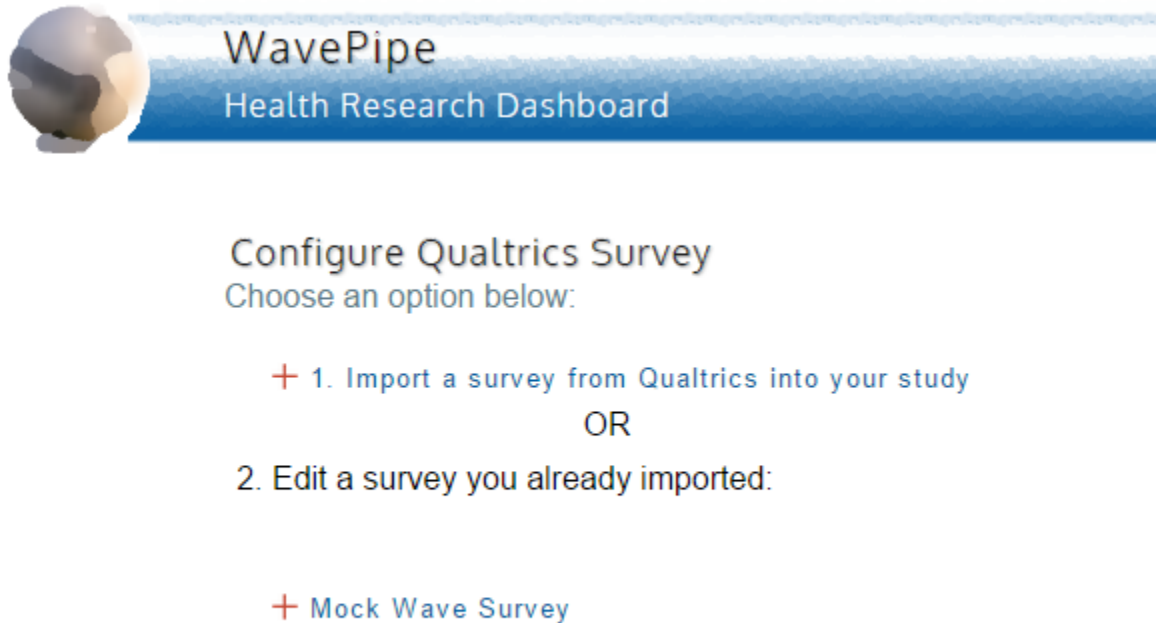 WavePipe
Health Research Dashboard
Configure Qualtrics Survey
Choose an option below:
+ 1. Import a survey from Qualtrics into your study
OR
2. Edit a survey you already imported:
+ Mock Wave Survey